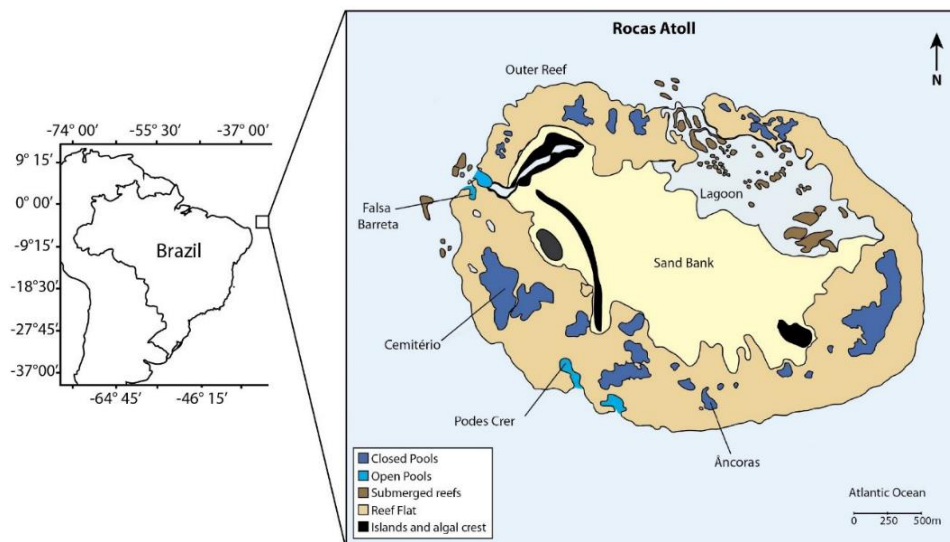 -74° 00′
-55° 30′
-37° 00′
9° 15′
0° 00′
-9° 15′
-18° 30′
-27° 45′
-37° 00′
-64° 45′
-46° 15′
Brazil
Rocas Atoll
N
Outer Reef
Lagoon
Falsa
Barreta
Sand Bank
Cemitério
Podes Crer
Âncoras
Closed Pools
Open Pools
Submerged reefs
Reef Flat
Islands and algal crest
Atlantic Ocean
0 250 500m